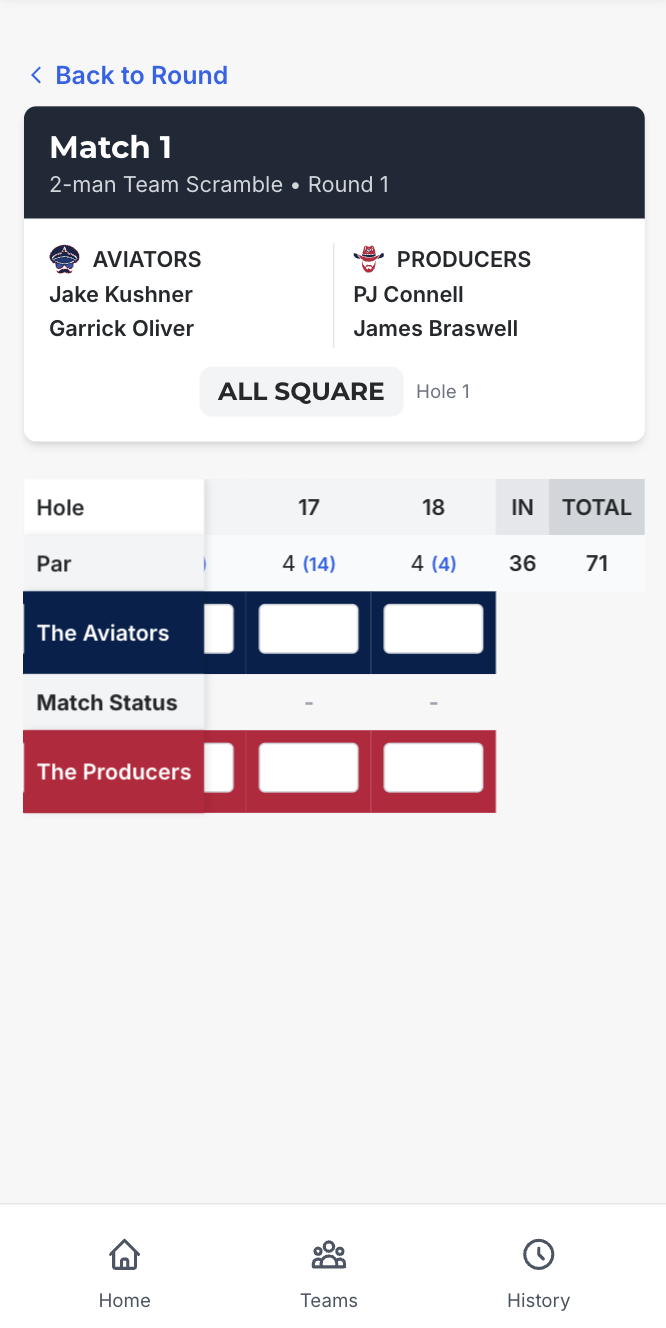 Back to Round
Match 1
2-man Team Scramble • Round 1
AVIATORS
Jake Kushner
Garrick Oliver
PRODUCERS
PJ Connell
James Braswell
ALL SQUARE Hole 1
Hole 17 18 IN TOTAL
Par ) 4 (14) 4 (4) 36 71
The Aviators
Match Status - -
The Producers
Home Teams History